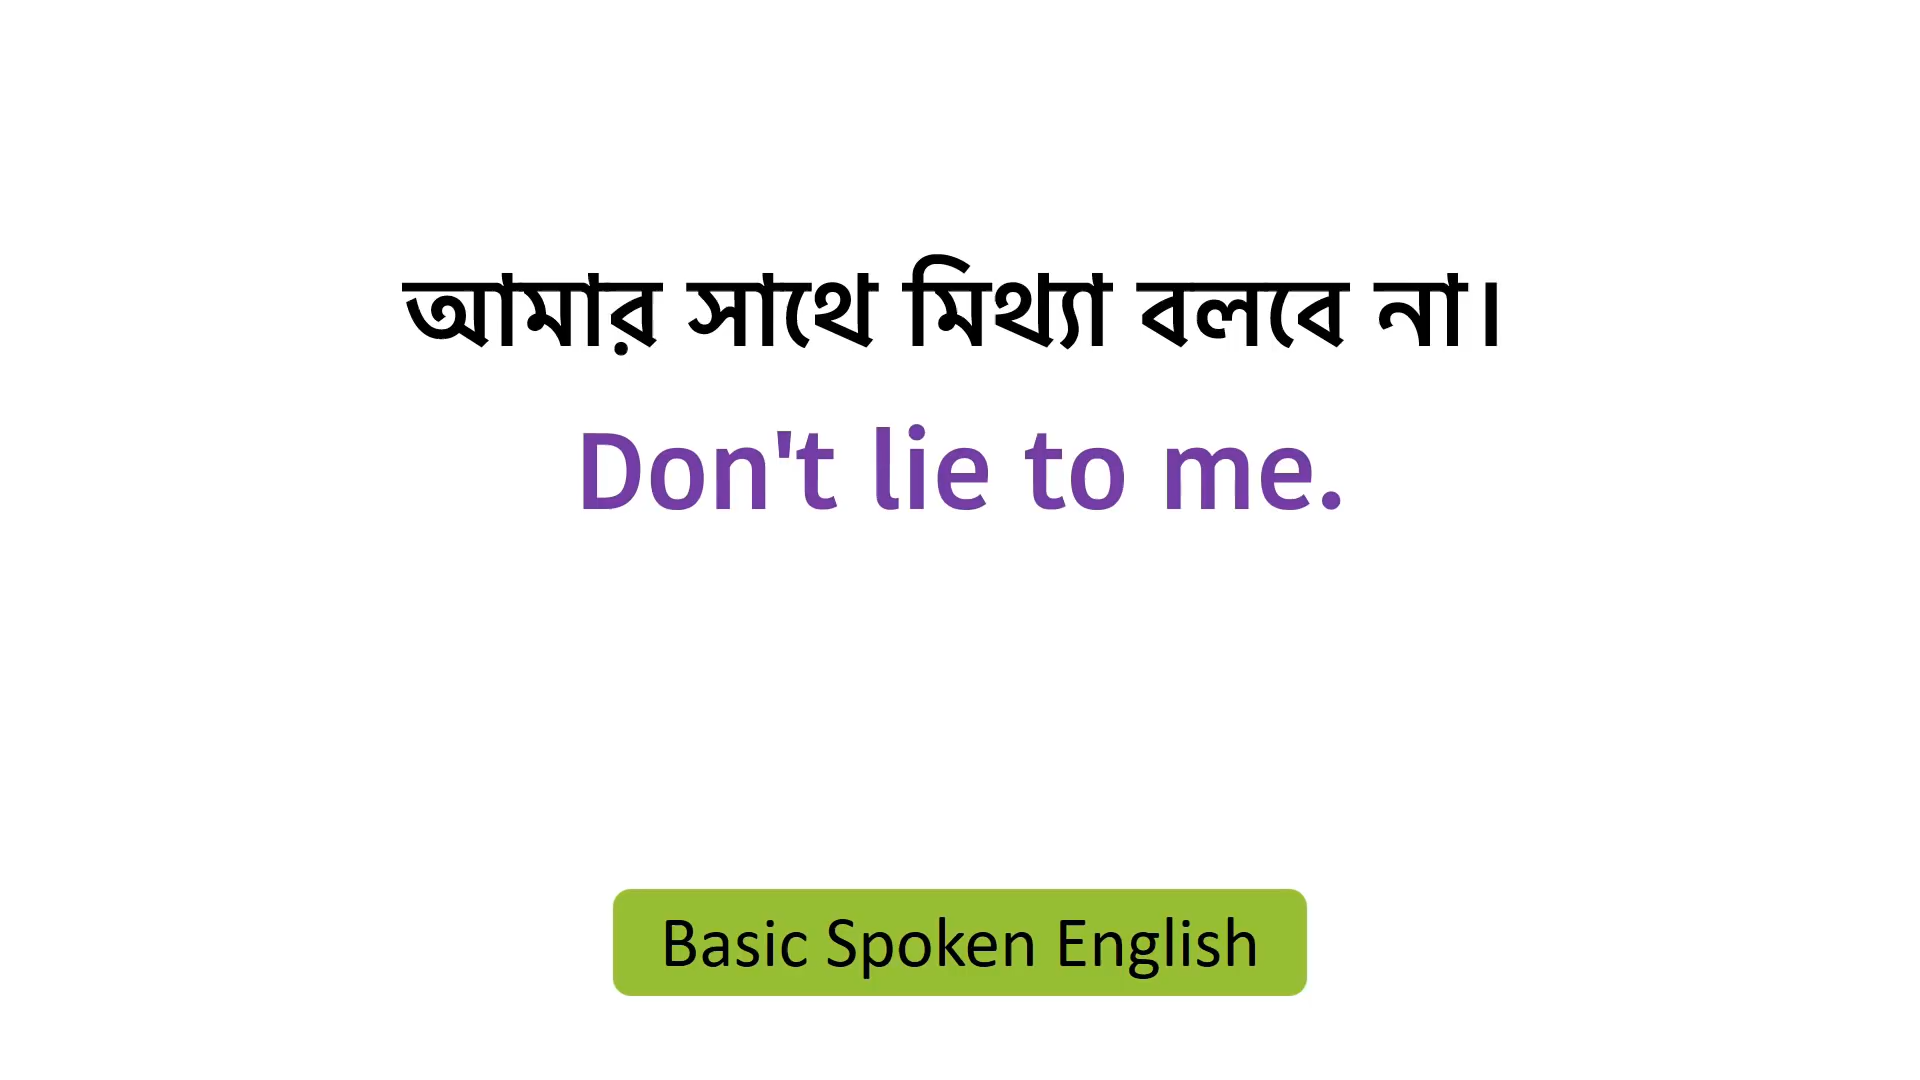 আমার সাথে মিথ্যা বলবে না।
Don't lie to me.
Basic Spoken English